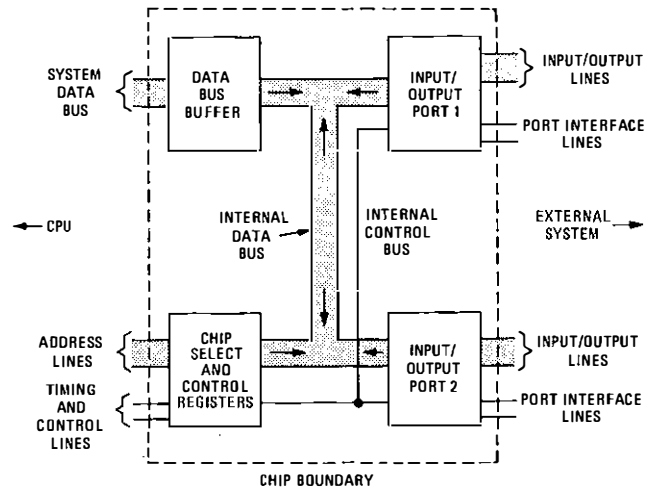 SYSTEM
DATA
BUS
DATA
BUS
BUFFER
INPUT/
OUTPUT
PORT 1
INPUT/OUTPUT
LINES
PORT INTERFACE
LINES
CPU
INTERNAL
DATA
BUS
INTERNAL
CONTROL
BUS
EXTERNAL
SYSTEM
ADDRESS
LINES
TIMING
AND
CONTROL
LINES
CHIP
SELECT
AND
CONTROL
REGISTERS
INPUT/
OUTPUT
PORT 2
INPUT/OUTPUT
LINES
PORT INTERFACE
LINES
CHIP BOUNDARY